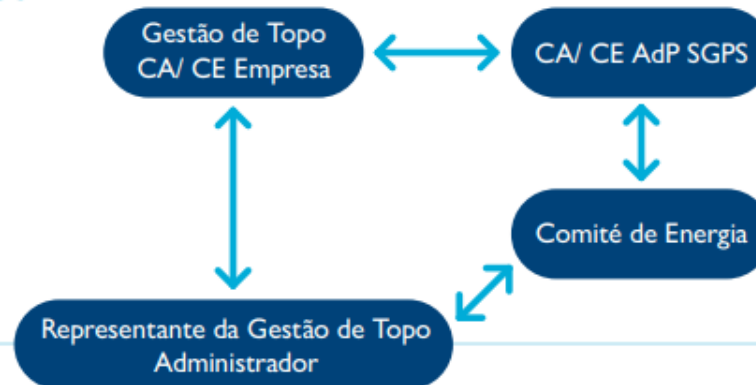 Gestão de Topo
CA/ CE Empresa
CA/ CE AdP SGPS
Comité de Energia
Representante da Gestão de Topo
Administrador